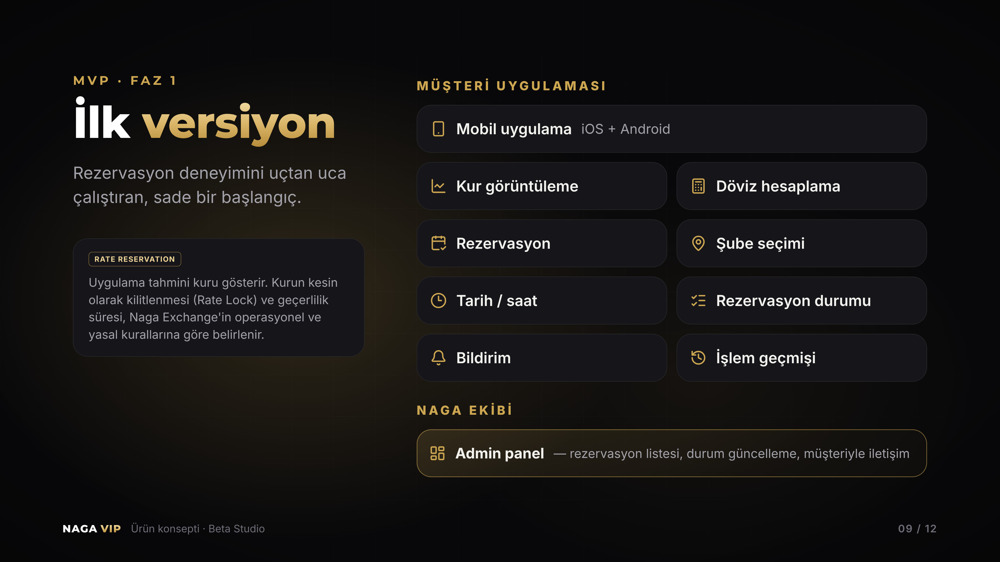 MVP · FAZ 1
İlk versiyon
Rezervasyon deneyimini uçtan uca
çalıştıran, sade bir başlangıç.
RATE RESERVATION
Uygulama tahmini kuru gösterir. Kurun kesin
olarak kilitlenmesi (Rate Lock) ve geçerlilik
süresi, Naga Exchange'in operasyonel ve
yasal kurallarına göre belirlenir.
MÜŞTERİ UYGULAMASI
Mobil uygulama iOS + Android
Kur görüntüleme
Döviz hesaplama
Rezervasyon
Şube seçimi
Tarih / saat
Rezervasyon durumu
Bildirim
İşlem geçmişi
NAGA EKİBİ
Admin panel — rezervasyon listesi, durum güncelleme, müşteriyle iletişim
NAGA VIP Ürün konsepti · Beta Studio
09 / 12